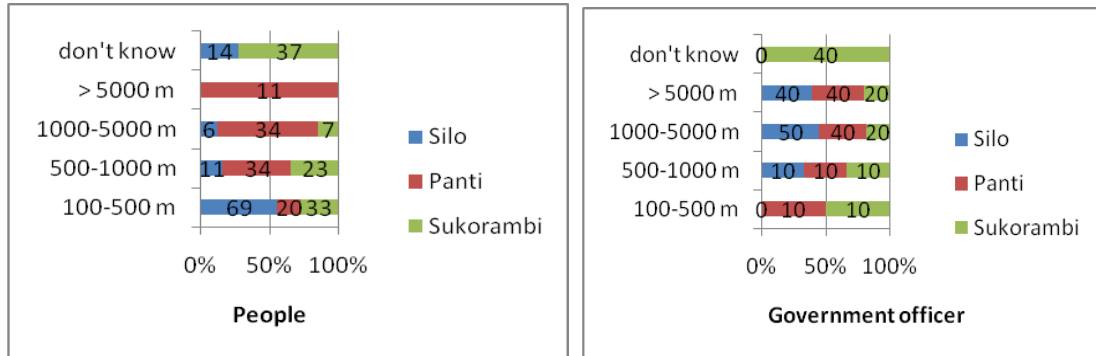 don't know 14 37
> 5000 m 11
1000-5000 m 6 34 7
500-1000 m 11 34 23
100-500 m 69 20 33
0% 50% 100%
People
Silo
Panti
Sukorambi
don't know 0 40
> 5000 m 40 40 20
1000-5000 m 50 40 20
500-1000 m 10 10 10
100-500 m 0 10 10
0% 50% 100%
Government officer
Silo
Panti
Sukorambi